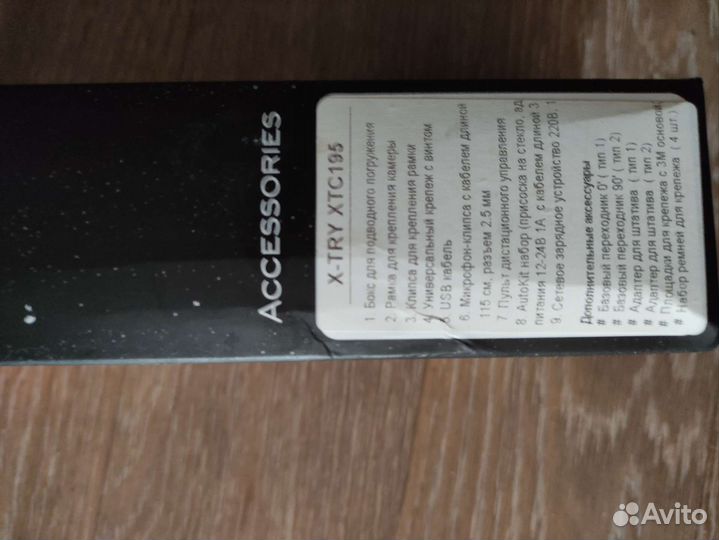 ACCESSORIES
X-TRY XTC195
1 Бокс для подводного погружения
2. Рамка для крепления камеры
3. Клипса для крепления рамки
4 Универсальный крепеж с винтом
5. USB кабель
6. Микрофон-клипса с кабелем длиной
115 см, разъем 2.5 мм
7 Пульт дистанционного управления
8 AutoKit набор (присоска на стекло, ад
питания 12-24В 1А с кабелем длиной 3
9. Сетевое зарядное устройство 220В, 1
Дополнительные аксессуары
# Базовый переходник 0' ( тип 1)
# Базовый переходник 90' ( тип 2)
# Адаптер для штатива ( тип 1)
# Адаптер для штатива ( тип 2)
# Площадки для крепежа с 3М основой
# Набор ремней для крепежа ( 4 шт.)
Avito